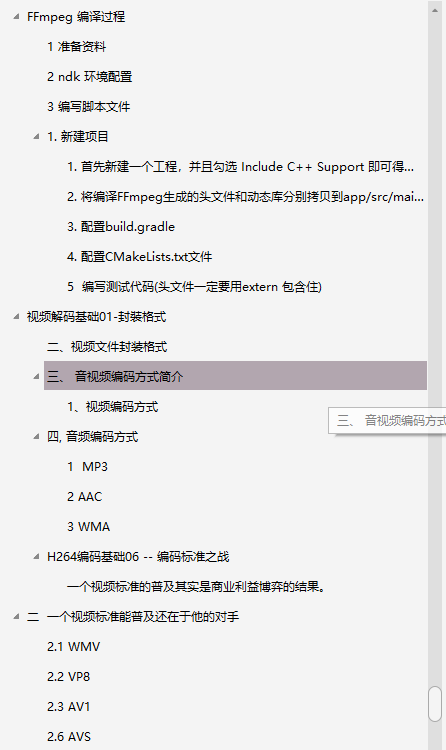 FFmpeg 编译过程
1 准备资料
2 ndk 环境配置
3 编写脚本文件
1. 新建项目
1. 首先新建一个工程，并且勾选 Include C++ Support 即可得...
2. 将编译FFmpeg生成的头文件和动态库分别拷贝到app/src/mai...
3. 配置build.gradle
4. 配置CMakeLists.txt文件
5 编写测试代码(头文件一定要用extern 包含住)
视频解码基础01-封装格式
二、视频文件封装格式
三、 音视频编码方式简介
1、视频编码方式
三、 音视频编码方式
四, 音频编码方式
1 MP3
2 AAC
3 WMA
H264编码基础06 -- 编码标准之战
一个视频标准的普及其实是商业利益博弈的结果。
二 一个视频标准能普及还在于他的对手
2.1 WMV
2.2 VP8
2.3 AV1
2.6 AVS